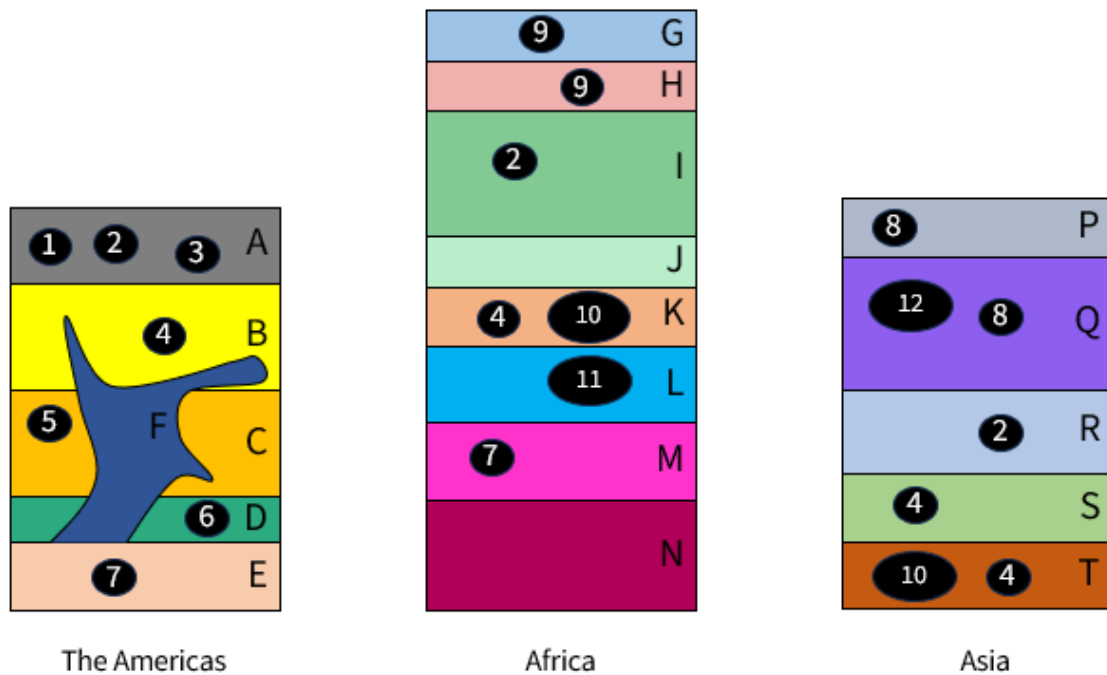 9 G
9 H
2 I
J
4 10 K
11 L
7 M
N
1 2 3 A
4 B
5 F C
6 D
7 E
8 P
12 8 Q
2 R
4 S
10 4 T
The Americas
Africa
Asia